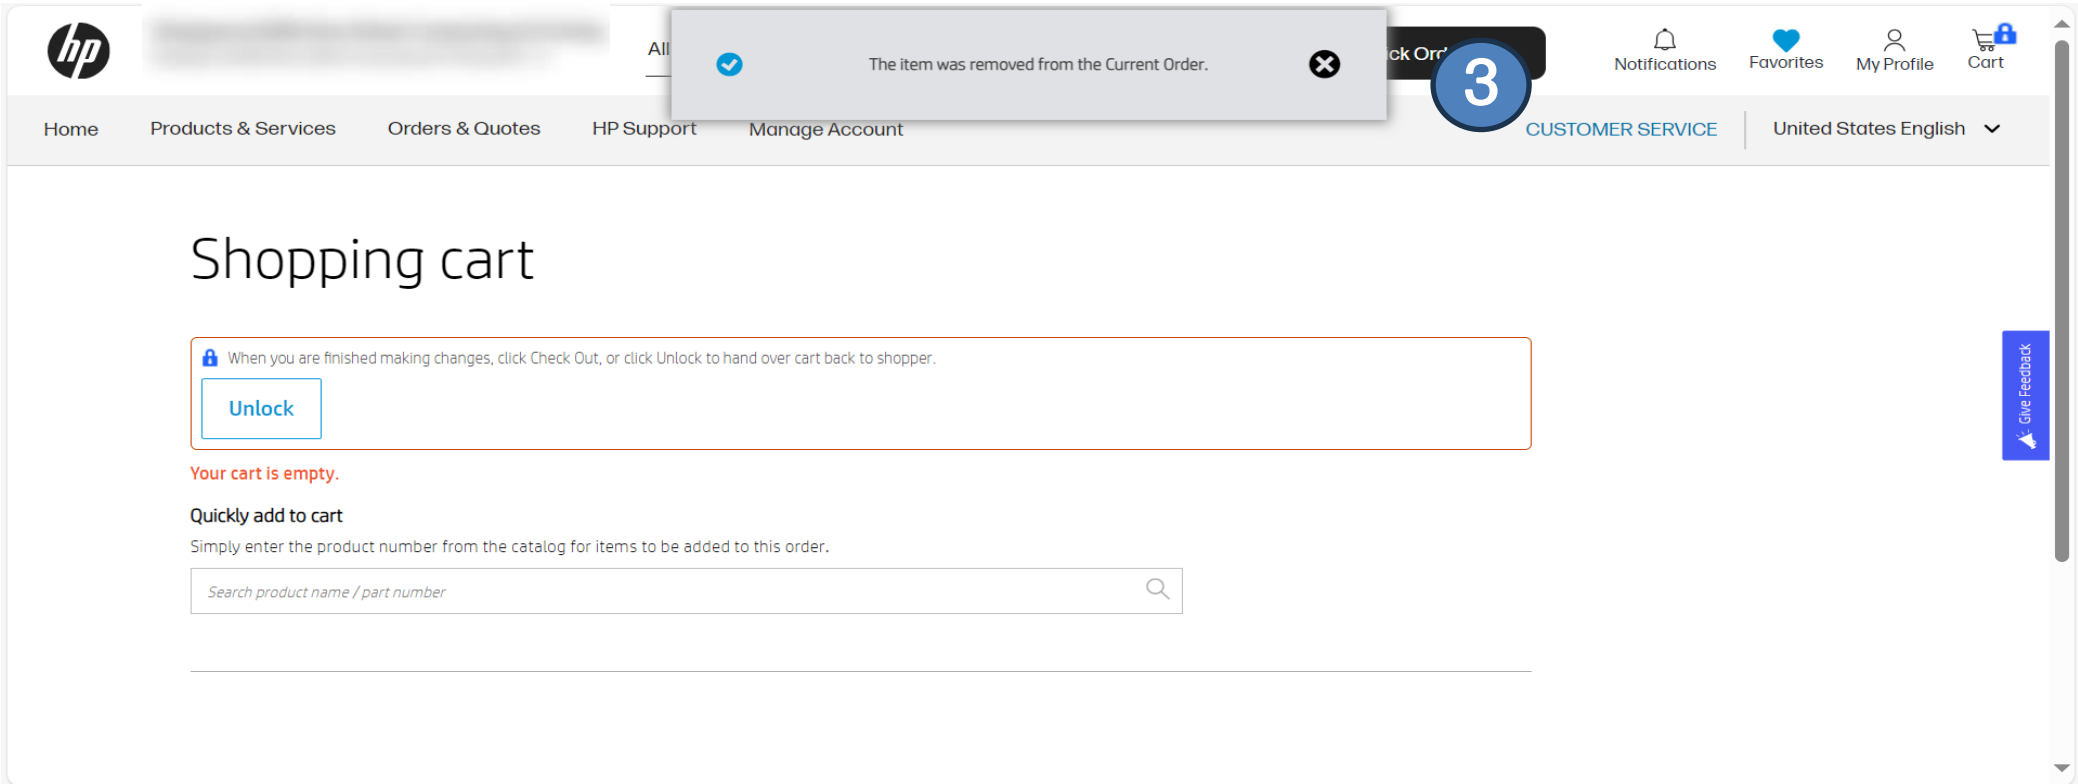 hp
All
The item was removed from the Current Order.
ick Ord
3
Notifications
Favorites
My Profile
Cart
Home
Products & Services
Orders & Quotes
HP Support
Manage Account
CUSTOMER SERVICE
United States English
Shopping cart
When you are finished making changes, click Check Out, or click Unlock to hand over cart back to shopper.
Unlock
Give Feedback
Your cart is empty.
Quickly add to cart
Simply enter the product number from the catalog for items to be added to this order.
Search product name / part number